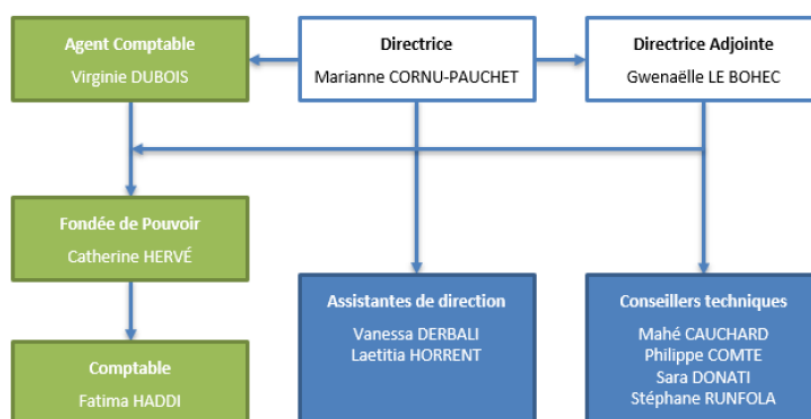 Agent Comptable
Virginie DUBOIS
Directrice
Marianne CORNU-PAUCHET
Directrice Adjointe
Gwenaëlle LE BOHEC
Fondée de Pouvoir
Catherine HERVÉ
Comptable
Fatima HADDI
Assistantes de direction
Vanessa DERBALI
Laetitia HORRENT
Conseillers techniques
Mahé CAUCHARD
Philippe COMTE
Sara DONATI
Stéphane RUNFOLA